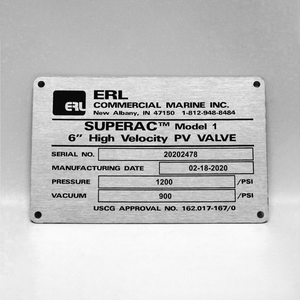 ERL
ERL
COMMERCIAL MARINE INC.
New Albany, IN 47150 1-812-948-8484
SUPERAC™ Model 1
6” High Velocity PV VALVE
SERIAL NO. 20202478
MANUFACTURING DATE 02-18-2020
PRESSURE 1200 /PSI
VACUUM 900 /PSI
USCG APPROVAL NO. 162.017-167/0